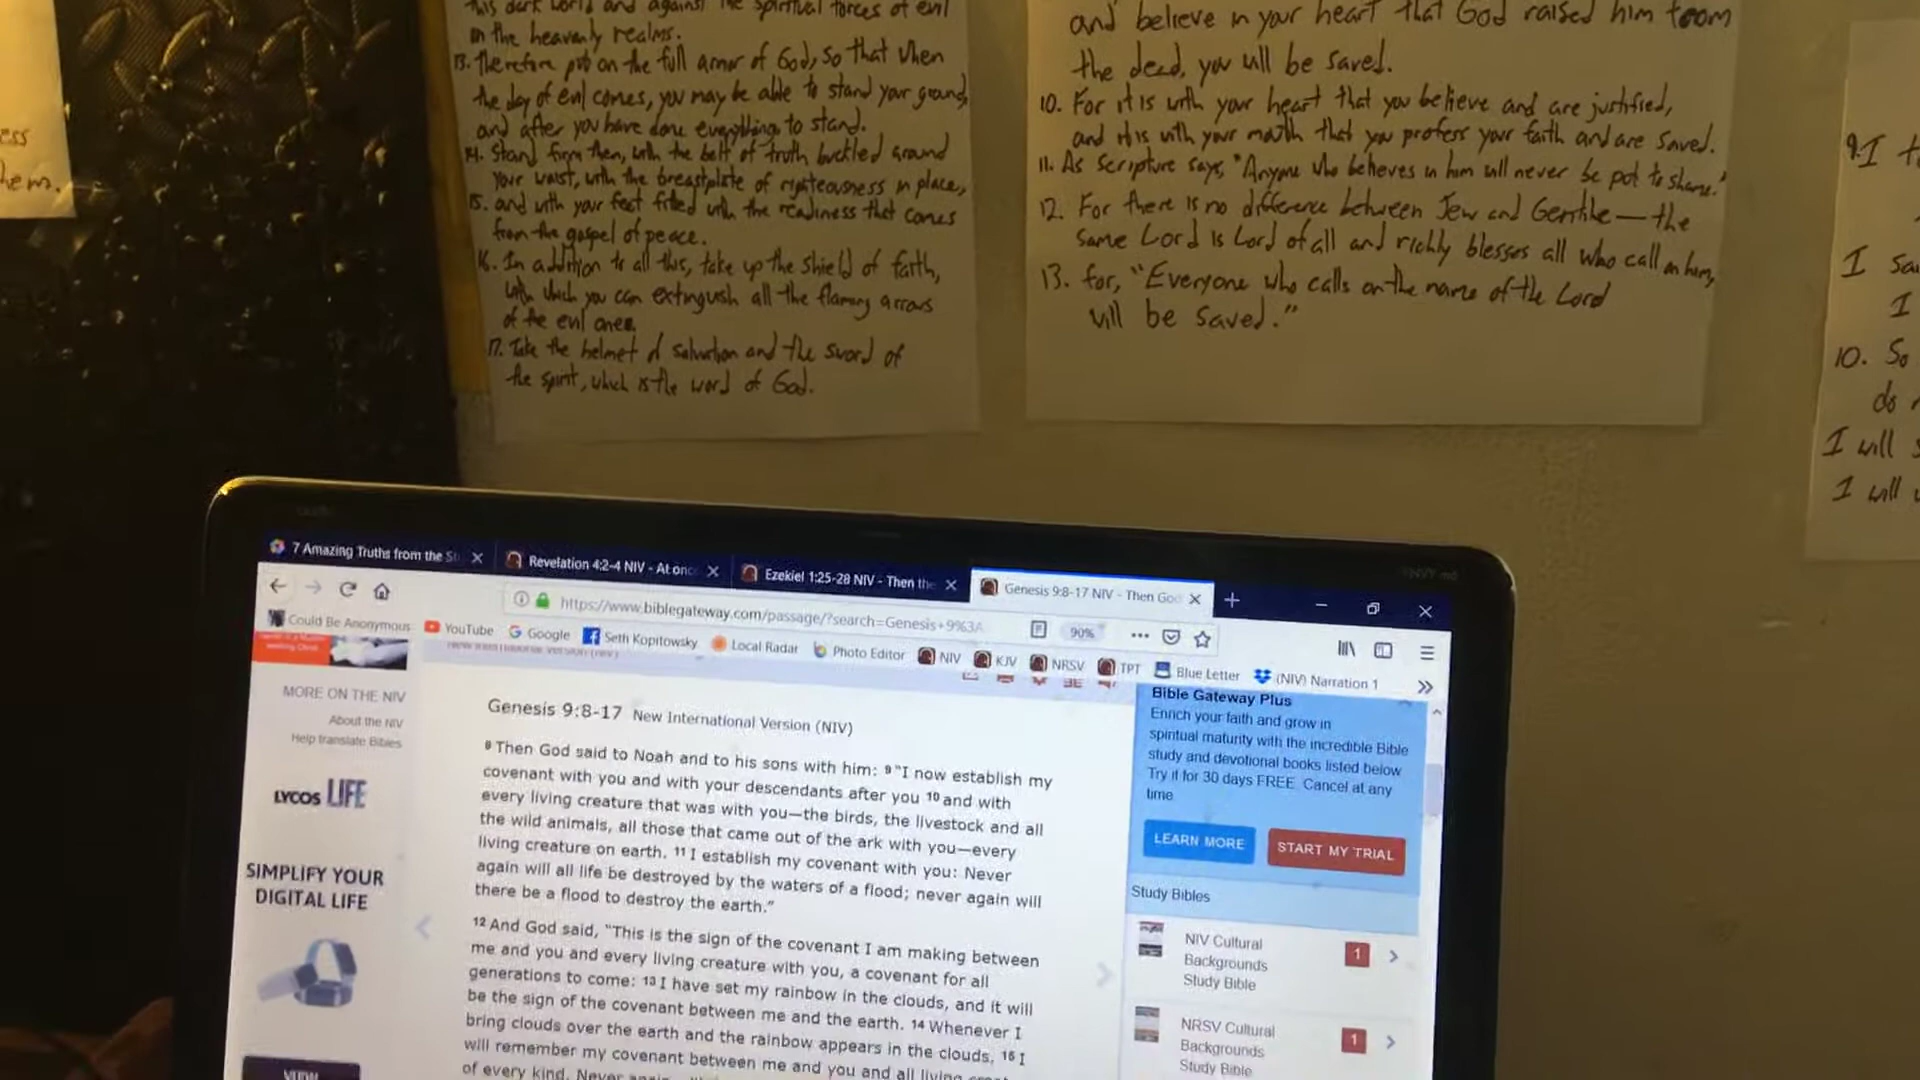 this dark world and against the spiritual forces of evil
in the heavenly realms.
13. Therefore put on the full armor of God, so that when
the day of evil comes, you may be able to stand your ground,
and after you have done everything, to stand.
14. Stand firm then, with the belt of truth buckled around
your waist, with the breastplate of righteousness in place,
15. and with your feet fitted with the readiness that comes
from the gospel of peace.
16. In addition to all this, take up the shield of faith,
with which you can extinguish all the flaming arrows
of the evil one.
17. Take the helmet of salvation and the sword of
the spirit, which is the word of God.
and believe in your heart that God raised him from
the dead, you will be saved.
10. For it is with your heart that you believe and are justified,
and it is with your mouth that you profess your faith and are saved.
11. As Scripture says, "Anyone who believes in him will never be put to shame."
12. For there is no difference between Jew and Gentile—the
same Lord is Lord of all and richly blesses all who call on him,
13. for, "Everyone who calls on the name of the Lord
will be saved."
ess
hem.
9. I
I
I
10. So
do
I will
I will
7 Amazing Truths from the
Revelation 4:2-4 NIV - At onc
Ezekiel 1:25-28 NIV - Then the
Genesis 9:8-17 NIV - Then God
https://www.biblegateway.com/passage/?search=Genesis+9%3A
90%
Could Be Anonymous
YouTube
Google
Seth Kopitowsky
Local Radar
Photo Editor
NIV
KJV
NRSV
TPT
Blue Letter
(NIV) Narration 1
MORE ON THE NIV
About the NIV
Help translate Bibles
LYCOS LIFE
SIMPLIFY YOUR
DIGITAL LIFE
Genesis 9:8-17 New International Version (NIV)
8 Then God said to Noah and to his sons with him: 9 "I now establish my
covenant with you and with your descendants after you 10 and with
every living creature that was with you—the birds, the livestock and all
the wild animals, all those that came out of the ark with you—every
living creature on earth. 11 I establish my covenant with you: Never
again will all life be destroyed by the waters of a flood; never again will
there be a flood to destroy the earth."
12 And God said, "This is the sign of the covenant I am making between
me and you and every living creature with you, a covenant for all
generations to come: 13 I have set my rainbow in the clouds, and it will
be the sign of the covenant between me and the earth. 14 Whenever I
bring clouds over the earth and the rainbow appears in the clouds, 15 I
will remember my covenant between me and you and all living
of every kind. Never again
Bible Gateway Plus
Enrich your faith and grow in
spiritual maturity with the incredible Bible
study and devotional books listed below
Try it for 30 days FREE. Cancel at any
time
LEARN MORE
START MY TRIAL
Study Bibles
NIV Cultural
Backgrounds
Study Bible
1
NRSV Cultural
Backgrounds
Study Bible
1